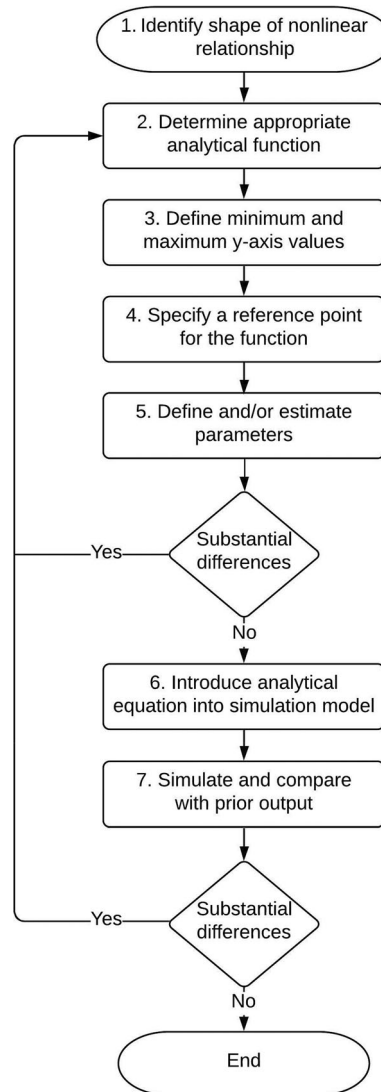 1. Identify shape of nonlinear
relationship
2. Determine appropriate
analytical function
3. Define minimum and
maximum y-axis values
4. Specify a reference point
for the function
5. Define and/or estimate
parameters
Substantial
differences
Yes
No
6. Introduce analytical
equation into simulation model
7. Simulate and compare
with prior output
Substantial
differences
Yes
No
End